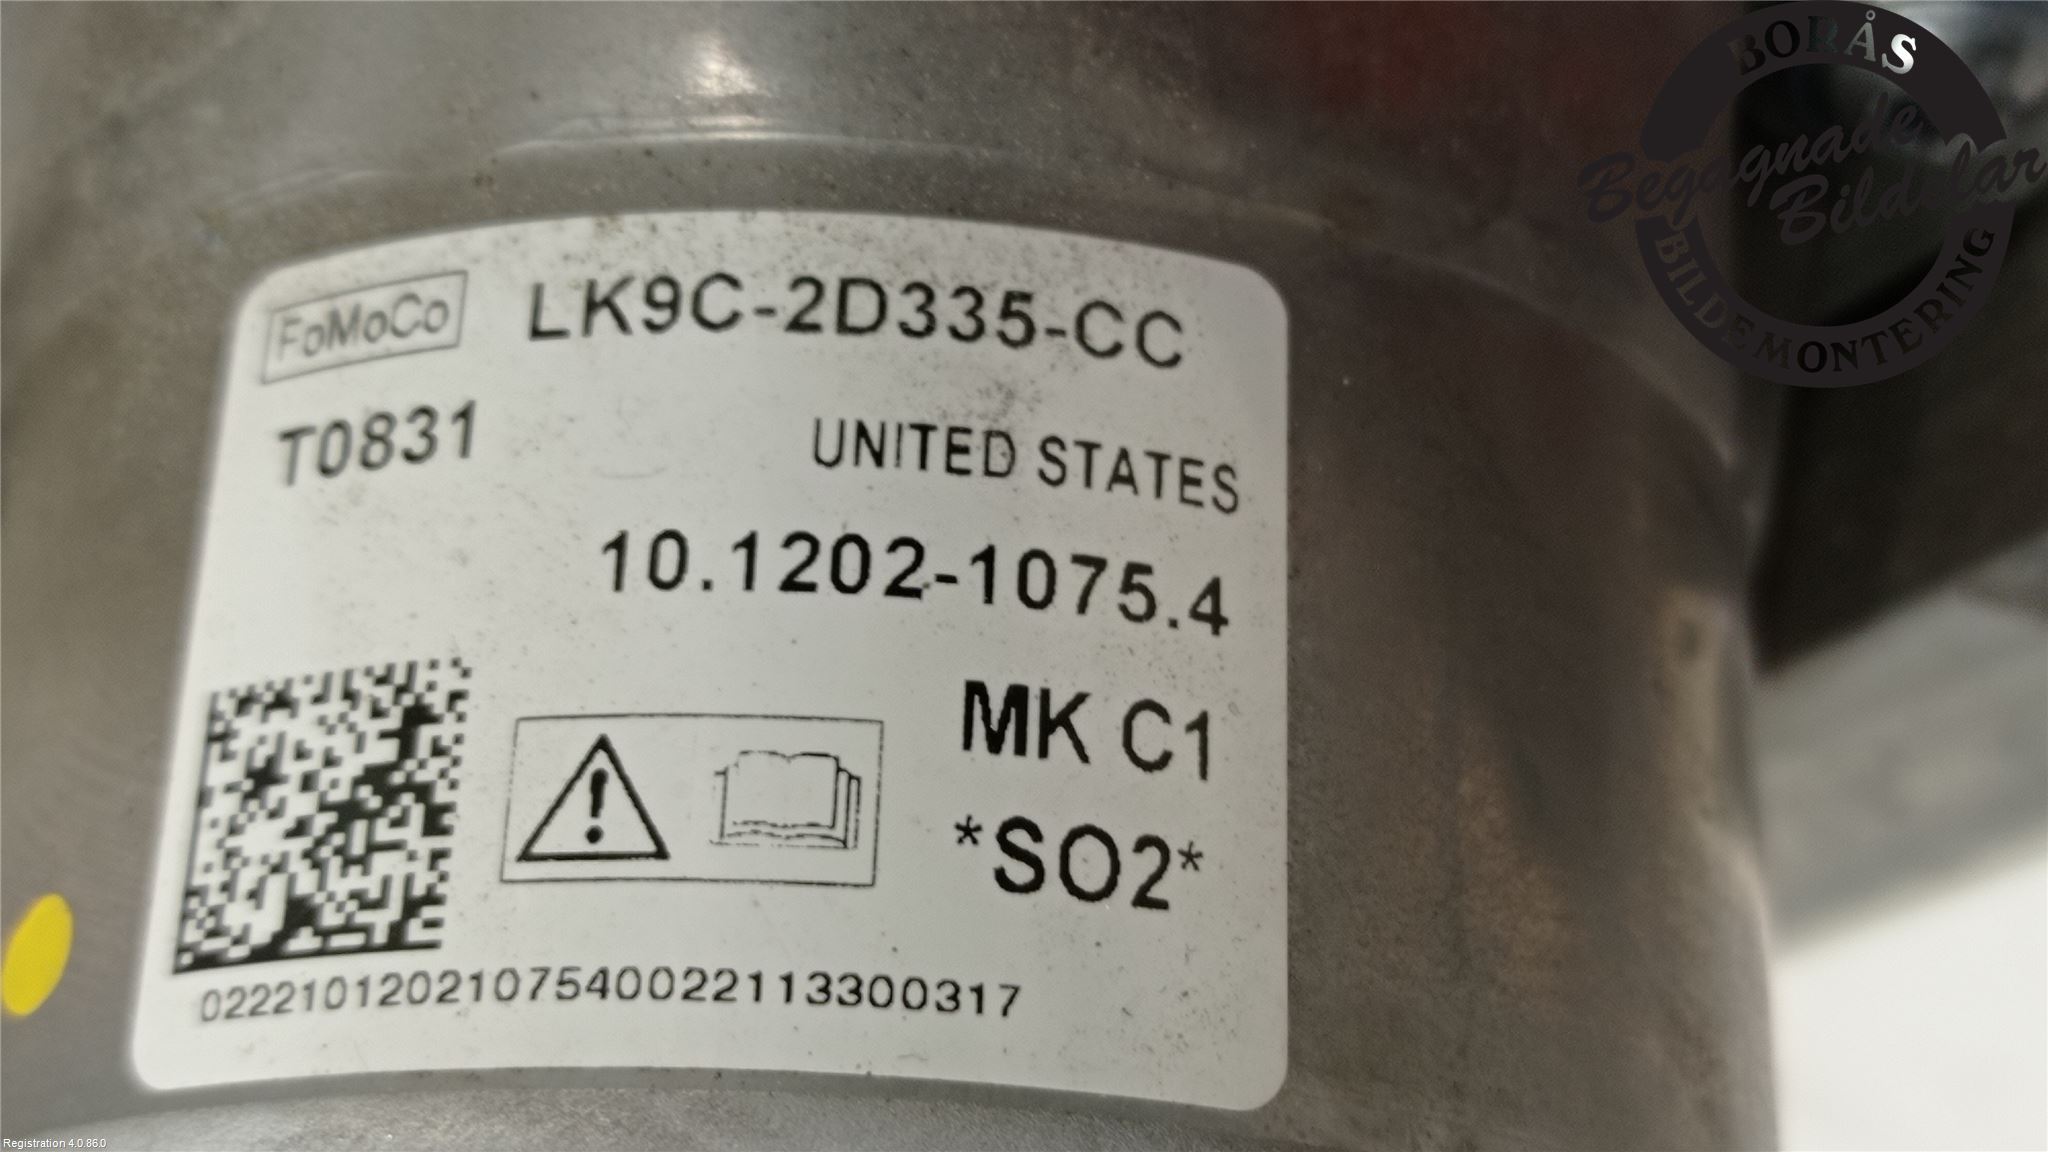 BORÅS
Begagnade
Bildelar
BILDEMONTERING
FoMoCo LK9C-2D335-CC
T0831 UNITED STATES
10.1202-1075.4
MK C1
*SO2*
0222101202107540022113300317
Registration 4.0.86.0